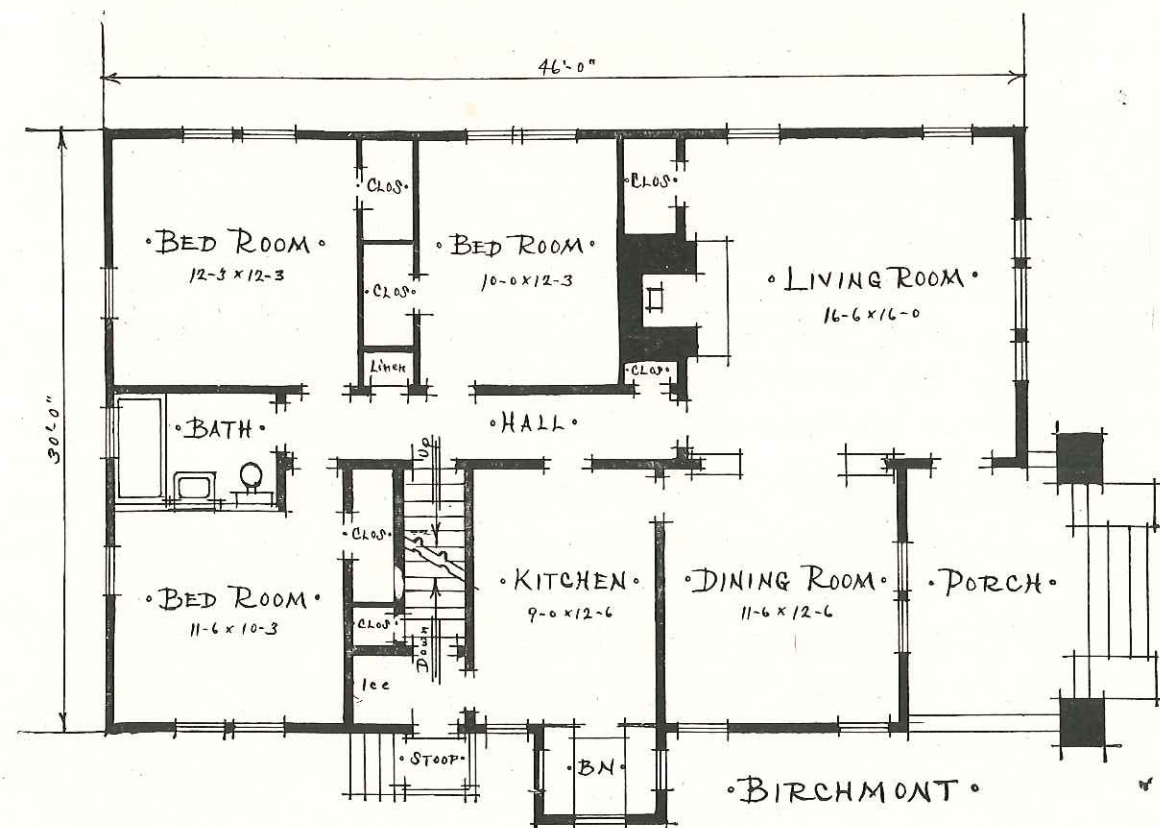 46'-0"
30'-0"
•BED ROOM•
12-3 x 12-3
•CLOS•
•CLOS•
Linen
•BED ROOM•
10-0 x 12-3
•CLOS•
•CLOS•
•LIVING ROOM•
16-6 x 16-0
•BATH•
•HALL•
Up
•BED ROOM•
11-6 x 10-3
•CLOS•
•CLOS•
Ice
Down
•KITCHEN•
9-0 x 12-6
•DINING ROOM•
11-6 x 12-6
•PORCH•
•STOOP•
•BN•
•BIRCHMONT•